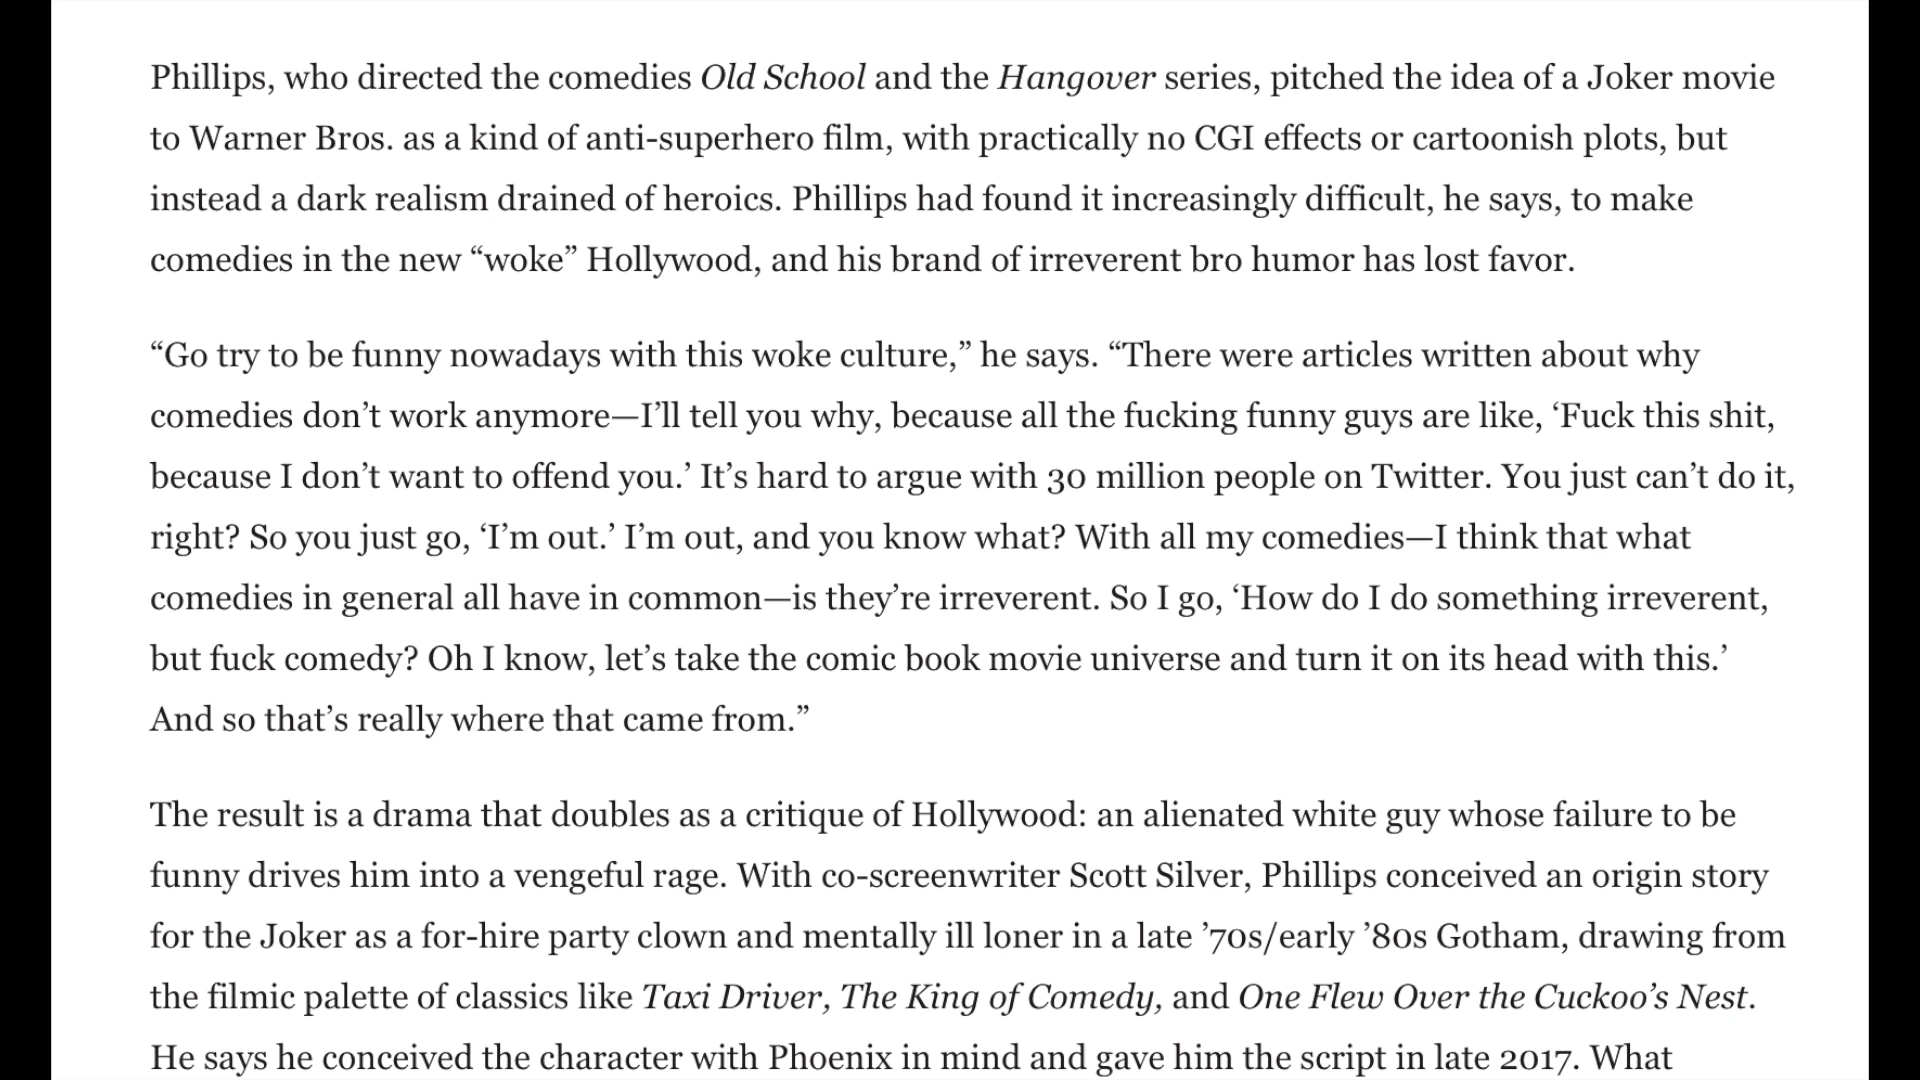 Phillips, who directed the comedies Old School and the Hangover series, pitched the idea of a Joker movie
to Warner Bros. as a kind of anti-superhero film, with practically no CGI effects or cartoonish plots, but
instead a dark realism drained of heroics. Phillips had found it increasingly difficult, he says, to make
comedies in the new “woke” Hollywood, and his brand of irreverent bro humor has lost favor.
“Go try to be funny nowadays with this woke culture,” he says. “There were articles written about why
comedies don’t work anymore—I’ll tell you why, because all the fucking funny guys are like, ‘Fuck this shit,
because I don’t want to offend you.’ It’s hard to argue with 30 million people on Twitter. You just can’t do it,
right? So you just go, ‘I’m out.’ I’m out, and you know what? With all my comedies—I think that what
comedies in general all have in common—is they’re irreverent. So I go, ‘How do I do something irreverent,
but fuck comedy? Oh I know, let’s take the comic book movie universe and turn it on its head with this.’
And so that’s really where that came from.”
The result is a drama that doubles as a critique of Hollywood: an alienated white guy whose failure to be
funny drives him into a vengeful rage. With co-screenwriter Scott Silver, Phillips conceived an origin story
for the Joker as a for-hire party clown and mentally ill loner in a late ’70s/early ’80s Gotham, drawing from
the filmic palette of classics like Taxi Driver, The King of Comedy, and One Flew Over the Cuckoo’s Nest.
He says he conceived the character with Phoenix in mind and gave him the script in late 2017. What